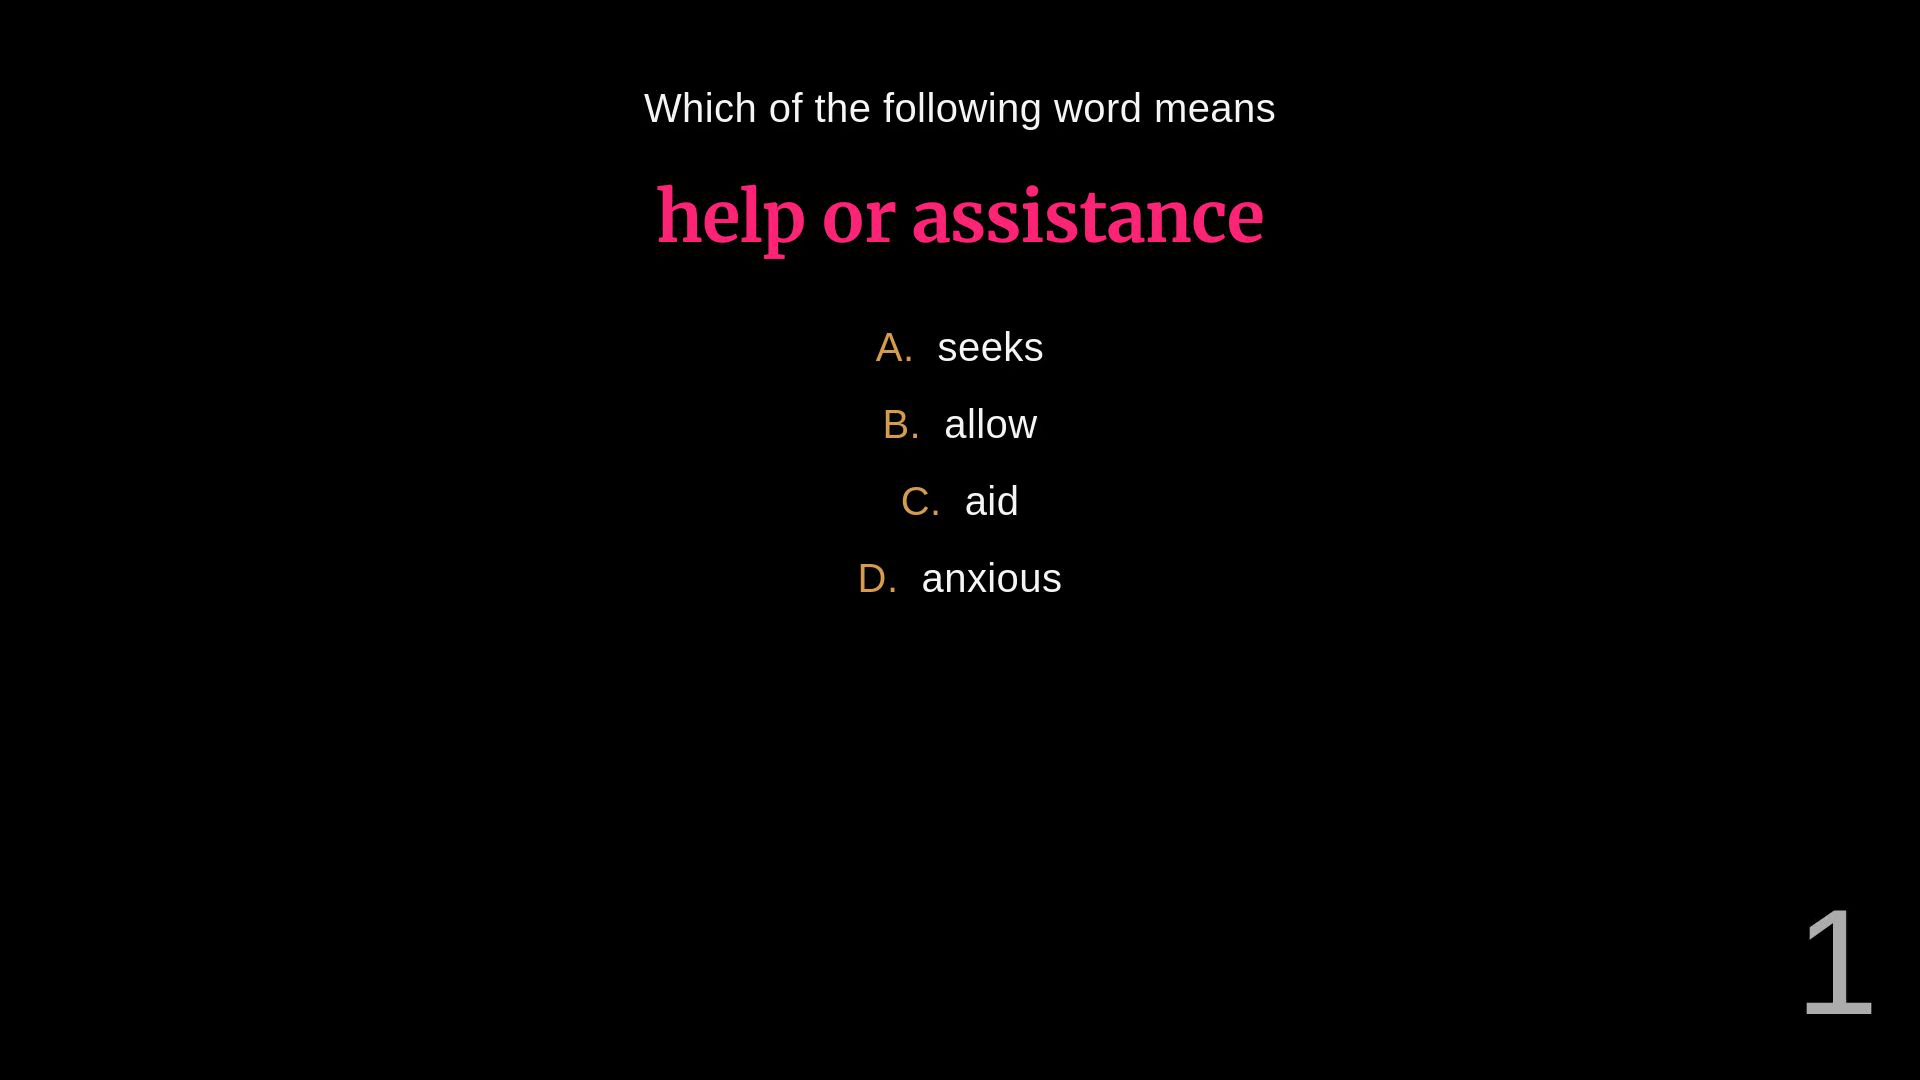 Which of the following word means
help or assistance
A. seeks
B. allow
C. aid
D. anxious
1